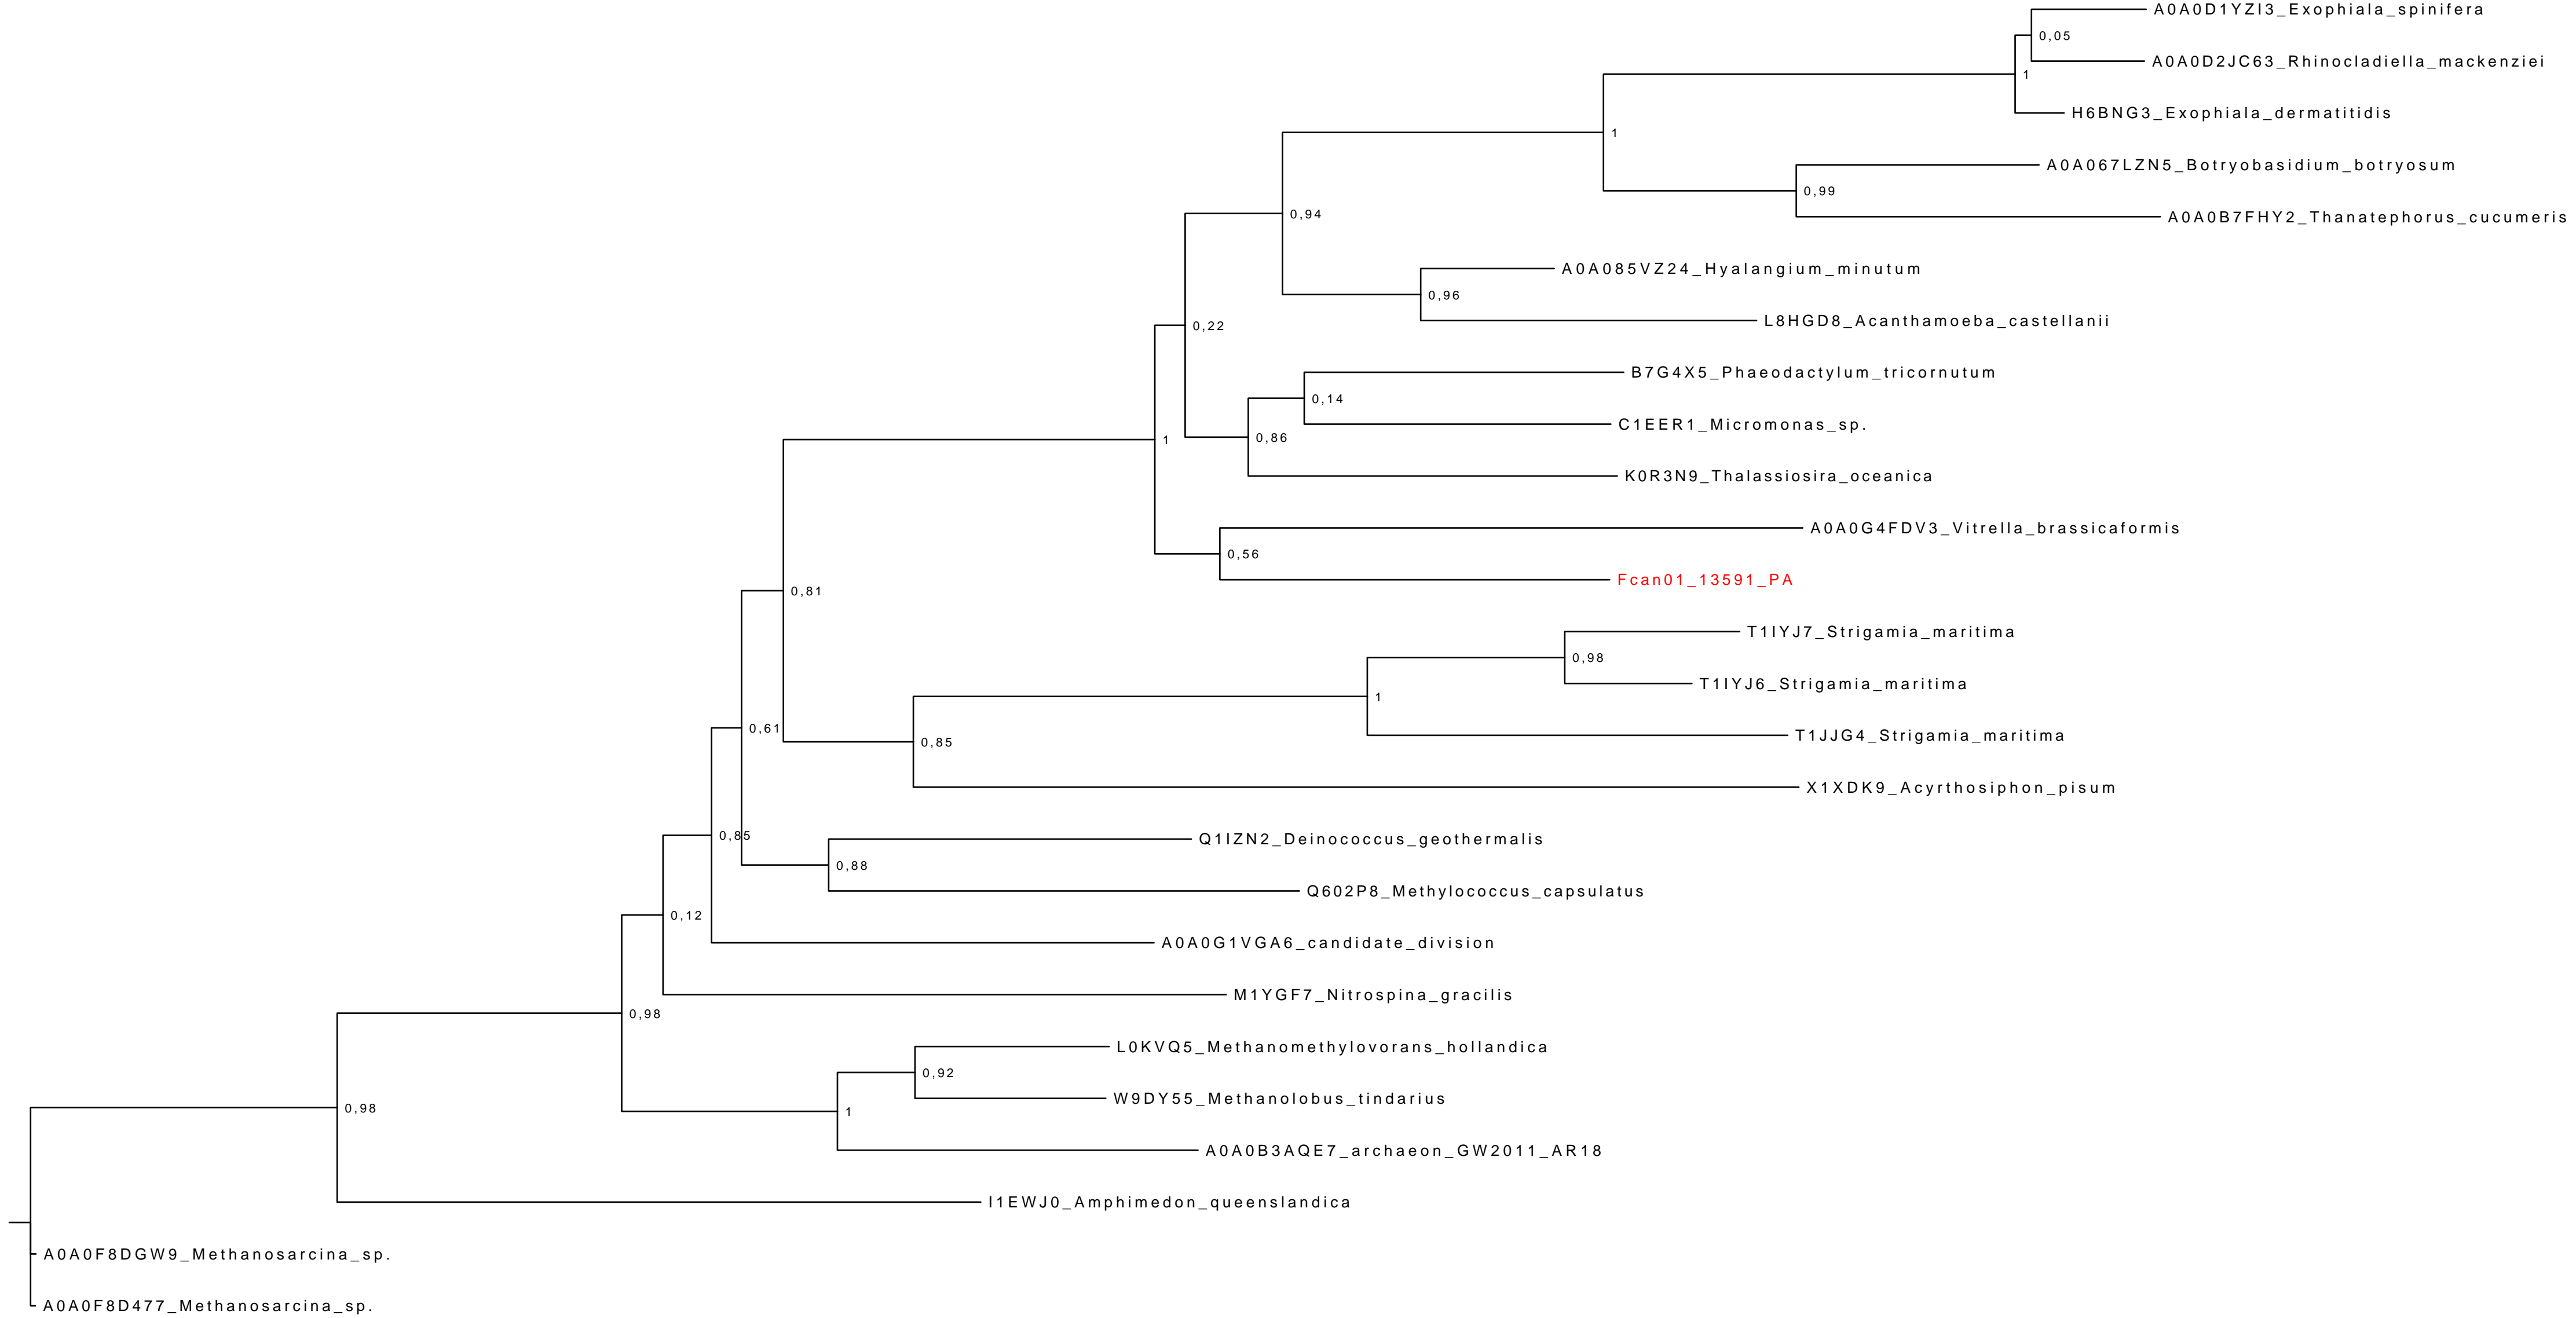 A0A0D1YZI3_Exophiala_spinifera
0,05
A0A0D2JC63_Rhinocladiella_mackenziei
1
H6BNG3_Exophiala_dermatitidis
1
A0A067LZN5_Botryobasidium_botryosum
0,99
A0A0B7FHY2_Thanatephorus_cucumeris
0,94
A0A085VZ24_Hyalangium_minutum
0,96
L8HGD8_Acanthamoeba_castellanii
0,22
B7G4X5_Phaeodactylum_tricornutum
0,14
C1EER1_Micromonas_sp.
0,86
K0R3N9_Thalassiosira_oceanica
1
A0A0G4FDV3_Vitrella_brassicaformis
0,56
Fcan01_13591_PA
0,81
T1IYJ7_Strigamia_maritima
0,98
T1IYJ6_Strigamia_maritima
1
T1JJG4_Strigamia_maritima
0,61
0,85
X1XDK9_Acyrthosiphon_pisum
0,85
Q1IZN2_Deinococcus_geothermalis
0,88
Q602P8_Methylococcus_capsulatus
0,12
A0A0G1VGA6_candidate_division
M1YGF7_Nitrospina_gracilis
0,98
L0KVQ5_Methanomethylovorans_hollandica
0,92
W9DY55_Methanolobus_tindarius
0,98
1
A0A0B3AQE7_archaeon_GW2011_AR18
I1EWJ0_Amphimedon_queenslandica
A0A0F8DGW9_Methanosarcina_sp.
A0A0F8D477_Methanosarcina_sp.